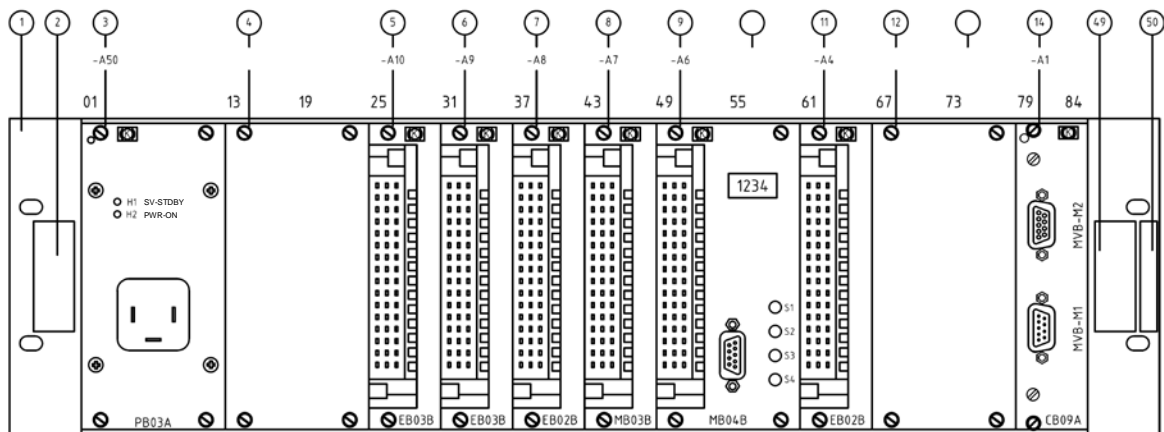 1 2 3 4 5 6 7 8 9 11 12 14 49 50
-A50 -A10 -A9 -A8 -A7 -A6 -A4 -A1
01 13 19 25 31 37 43 49 55 61 67 73 79 84
1234
H1 SV-STDBY
H2 PWR-ON
MVB-M2
S1
S2
MVB-M1
S3
S4
PB03A EB03B EB03B EB02B MB03B MB04B EB02B CB09A